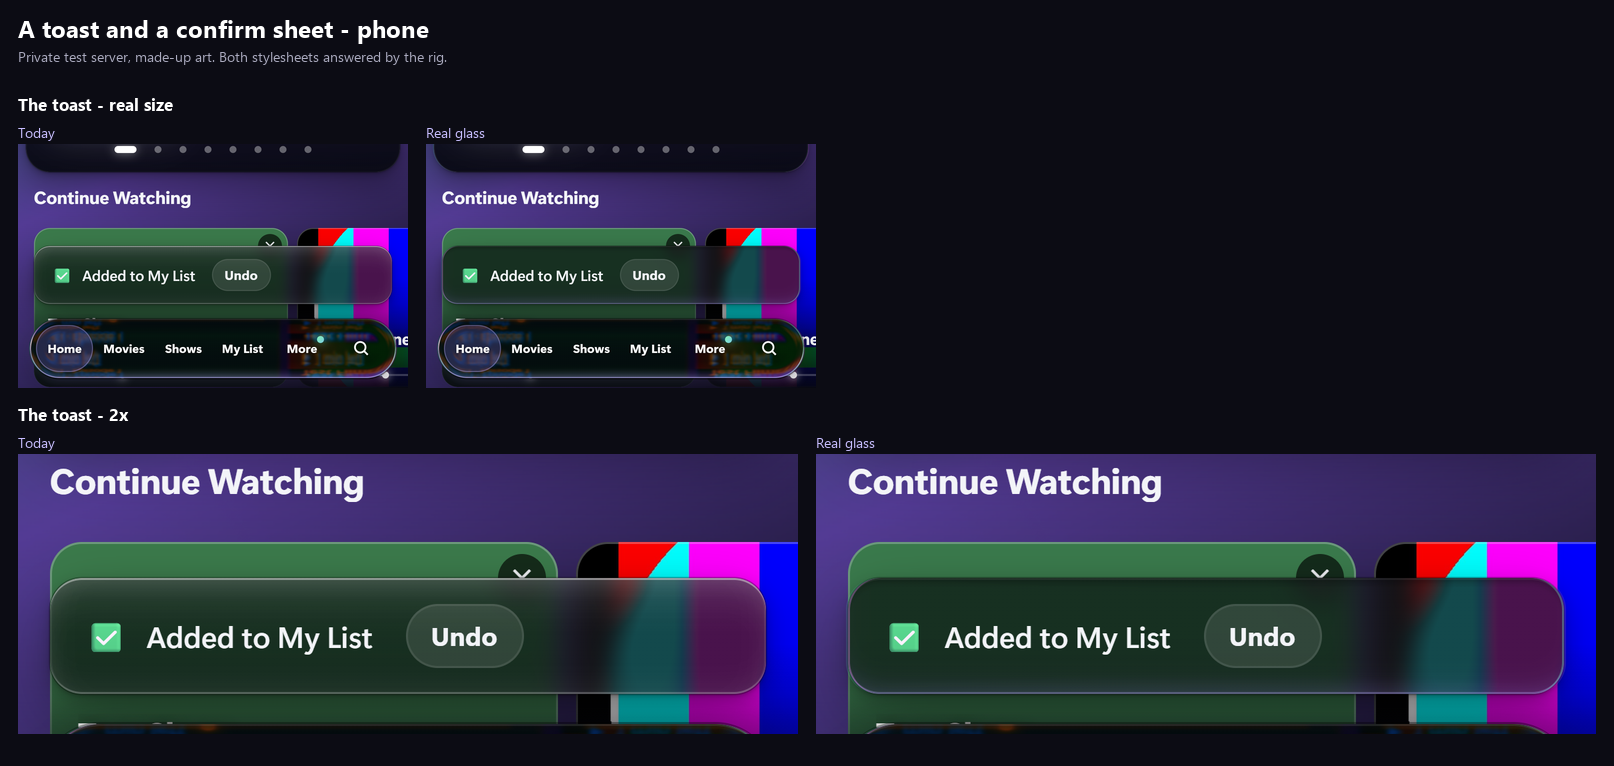 A toast and a confirm sheet - phone
Private test server, made-up art. Both stylesheets answered by the rig.
The toast - real size
Today
Real glass
Continue Watching
Continue Watching
Added to My List Undo
Added to My List Undo
Home Movies Shows My List More
Home Movies Shows My List More
The toast - 2x
Today
Real glass
Continue Watching
Continue Watching
Added to My List Undo
Added to My List Undo